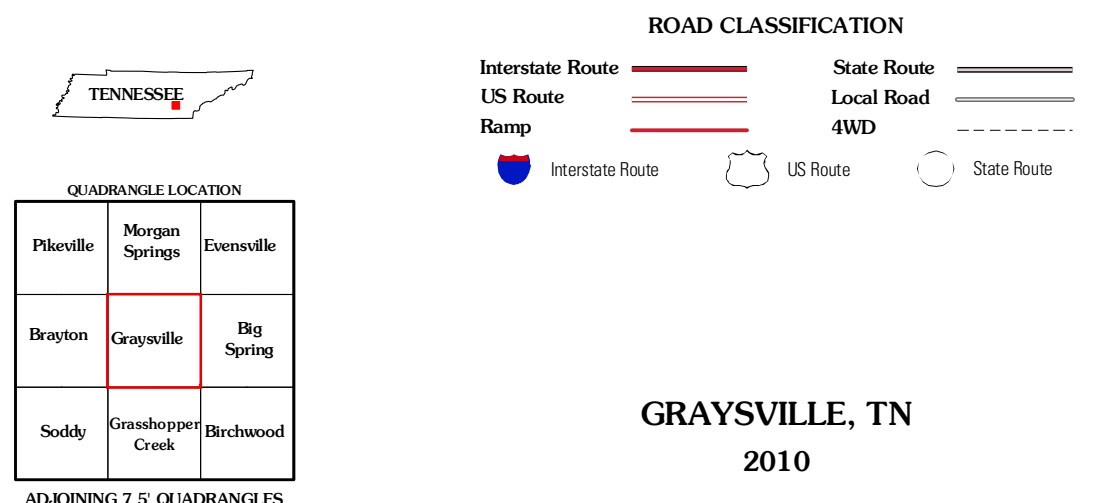 ROAD CLASSIFICATION
Interstate Route
State Route
US Route
Local Road
Ramp
4WD
Interstate Route
US Route
State Route
TENNESSEE
QUADRANGLE LOCATION
Pikeville
Morgan
Springs
Evensville
Brayton
Graysville
Big
Spring
Soddy
Grasshopper
Creek
Birchwood
ADJOINING 7.5' QUADRANGLES
GRAYSVILLE, TN
2010